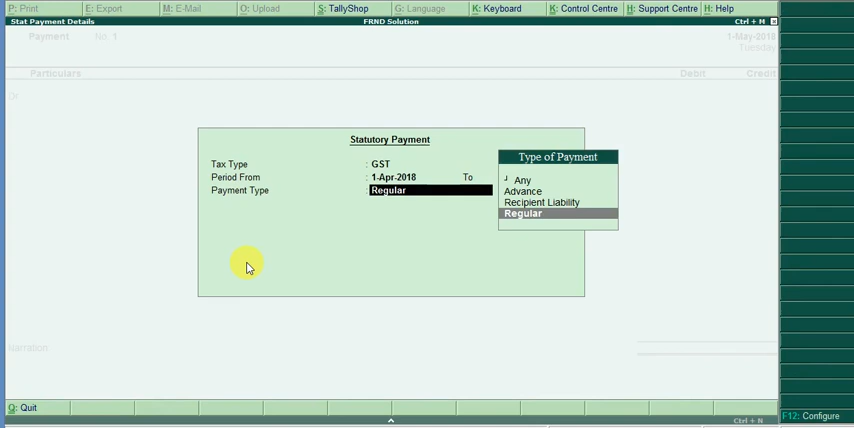 P: Print E: Export M: E-Mail O: Upload S: TallyShop G: Language K: Keyboard K: Control Centre H: Support Centre H: Help
Stat Payment Details FRND Solution Ctrl + M
Payment No. 1 1-May-2018
Tuesday
Particulars Debit Credit
Dr
Statutory Payment
Tax Type : GST
Period From : 1-Apr-2018 To
Payment Type : Regular
Type of Payment
Any
Advance
Recipient Liability
Regular
Narration
Q: Quit
F12: Configure
Ctrl + N